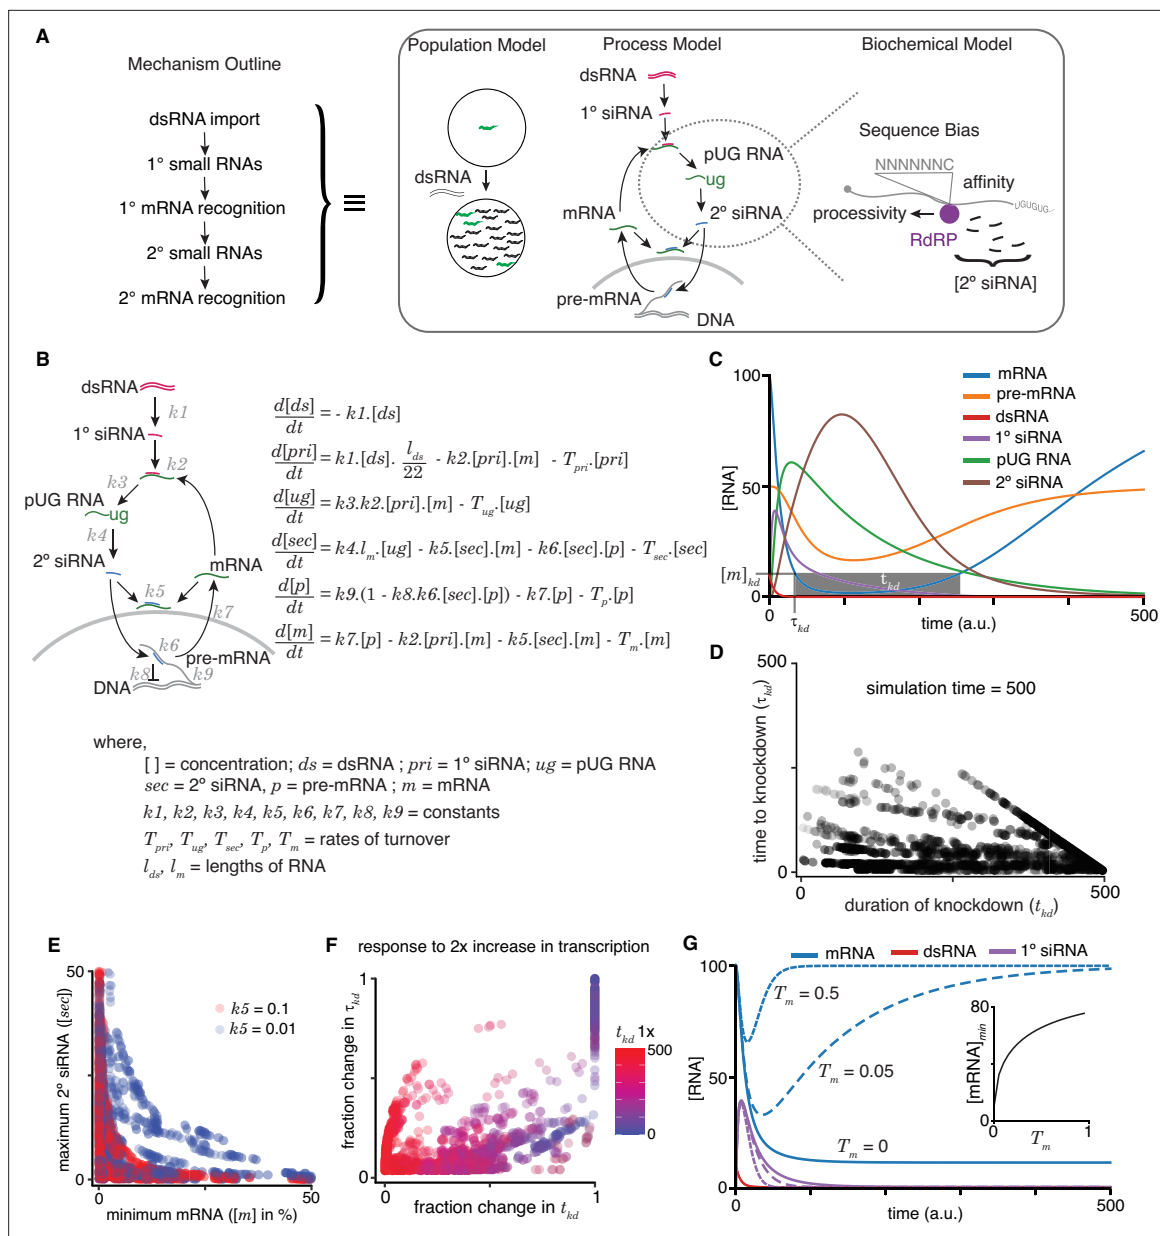 A
Mechanism Outline
dsRNA import
1° small RNAs
1° mRNA recognition
2° small RNAs
2° mRNA recognition
≡
Population Model
dsRNA
Process Model
dsRNA
1º siRNA
pUG RNA
ug
mRNA
2º siRNA
pre-mRNA
DNA
Biochemical Model
Sequence Bias
NNNNNNC
affinity
UGUGUG...
processivity
RdRP
[2º siRNA]
B
dsRNA
k1
1º siRNA
k2
k3
pUG RNA
ug
k4
2º siRNA
mRNA
k5
k7
k6
pre-mRNA
k8
k9
DNA
d[ds]/dt = - k1.[ds]
d[pri]/dt = k1.[ds]. l_ds/22 - k2.[pri].[m] - T_pri.[pri]
d[ug]/dt = k3.k2.[pri].[m] - T_ug.[ug]
d[sec]/dt = k4.l_m.[ug] - k5.[sec].[m] - k6.[sec].[p] - T_sec.[sec]
d[p]/dt = k9.(1 - k8.k6.[sec].[p]) - k7.[p] - T_p.[p]
d[m]/dt = k7.[p] - k2.[pri].[m] - k5.[sec].[m] - T_m.[m]
where,
[ ] = concentration; ds = dsRNA ; pri = 1º siRNA; ug = pUG RNA
sec = 2º siRNA, p = pre-mRNA ; m = mRNA
k1, k2, k3, k4, k5, k6, k7, k8, k9 = constants
T_pri, T_ug, T_sec, T_p, T_m = rates of turnover
l_ds, l_m = lengths of RNA
C
100
50
0
[RNA]
[m]_kd
t_kd
τ_kd
0
500
time (a.u.)
mRNA
pre-mRNA
dsRNA
1º siRNA
pUG RNA
2º siRNA
D
500
0
time to knockdown (τ_kd)
simulation time = 500
0
500
duration of knockdown (t_kd)
E
50
0
maximum 2º siRNA ([sec])
k5 = 0.1
k5 = 0.01
0
50
minimum mRNA ([m] in %)
F
response to 2x increase in transcription
1
0
fraction change in τ_kd
0
1
fraction change in t_kd
t_kd 1x
500
0
G
mRNA
dsRNA
1º siRNA
100
50
0
[RNA]
T_m = 0.5
T_m = 0.05
T_m = 0
0
500
time (a.u.)
80
0
[mRNA]_min
0
1
T_m